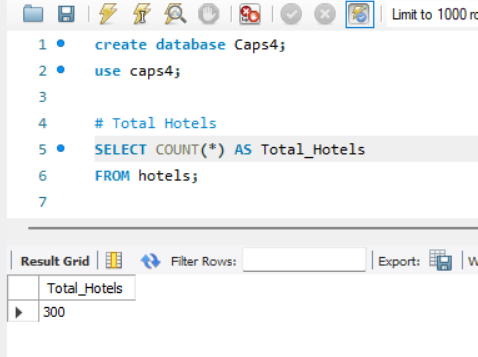 Limit to 1000 ro
1 create database Caps4;
2 use caps4;
3
4 # Total Hotels
5 SELECT COUNT(*) AS Total_Hotels
6 FROM hotels;
7
Result Grid Filter Rows: Export: W
Total_Hotels
300